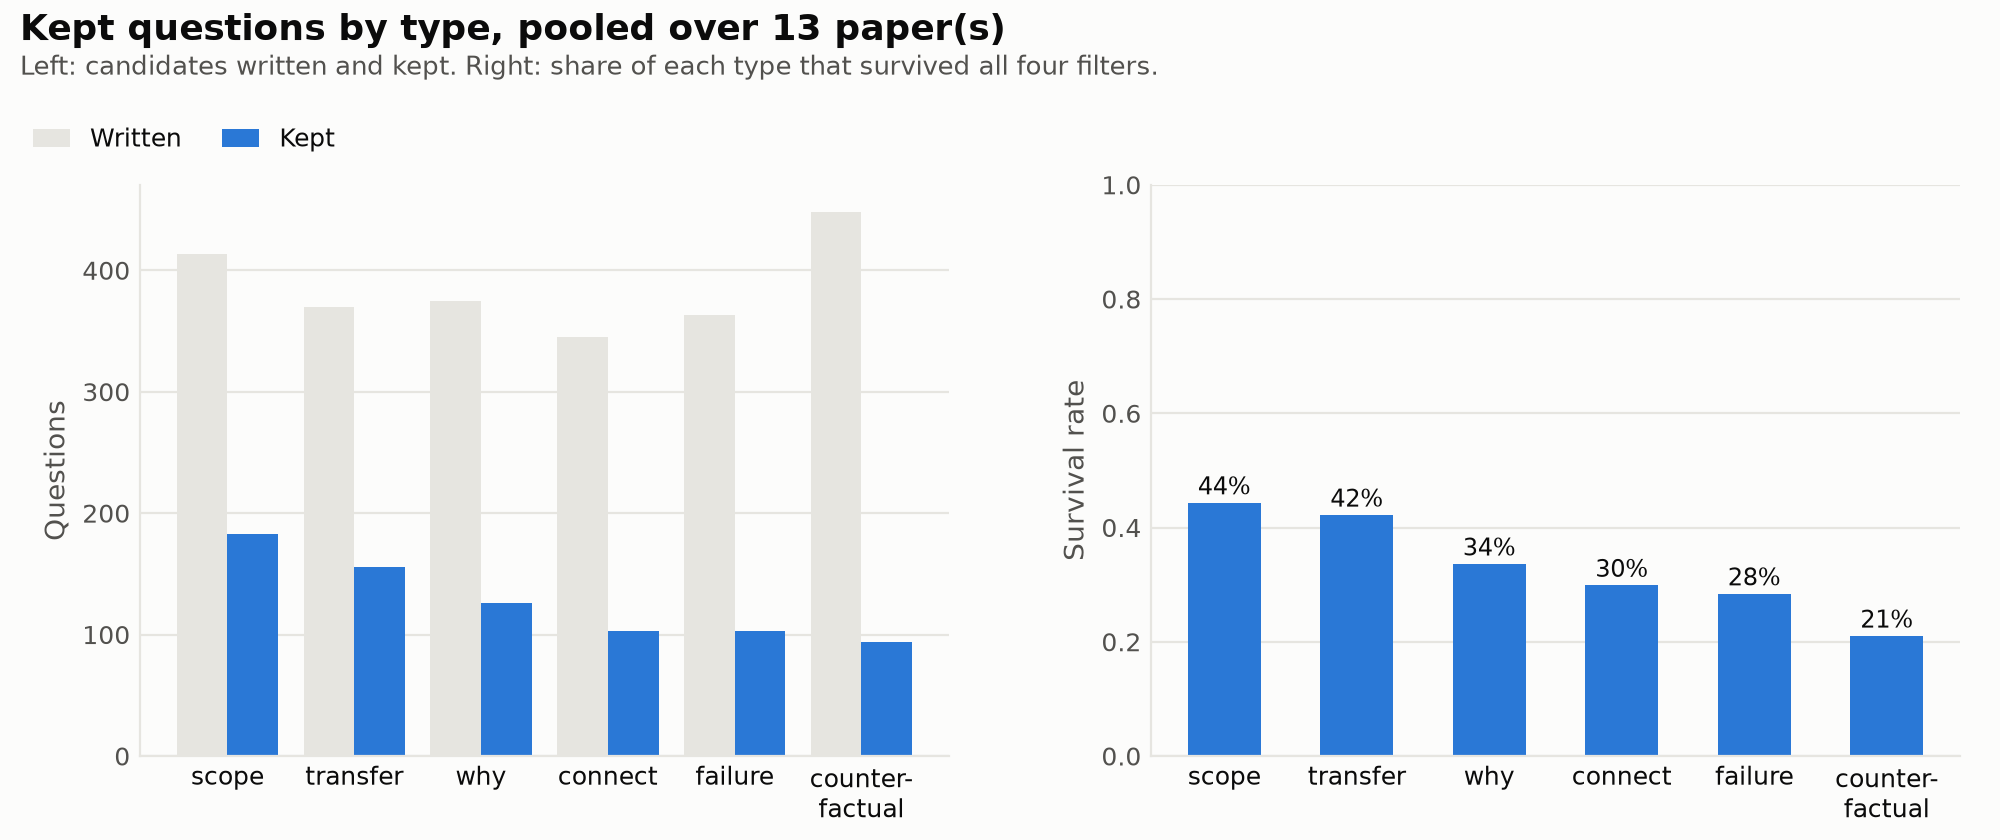 Kept questions by type, pooled over 13 paper(s)
Left: candidates written and kept. Right: share of each type that survived all four filters.
Written
Kept
Questions
400
300
200
100
0
scope
transfer
why
connect
failure
counter-
factual
Survival rate
1.0
0.8
0.6
0.4
0.2
0.0
44%
42%
34%
30%
28%
21%
scope
transfer
why
connect
failure
counter-
factual